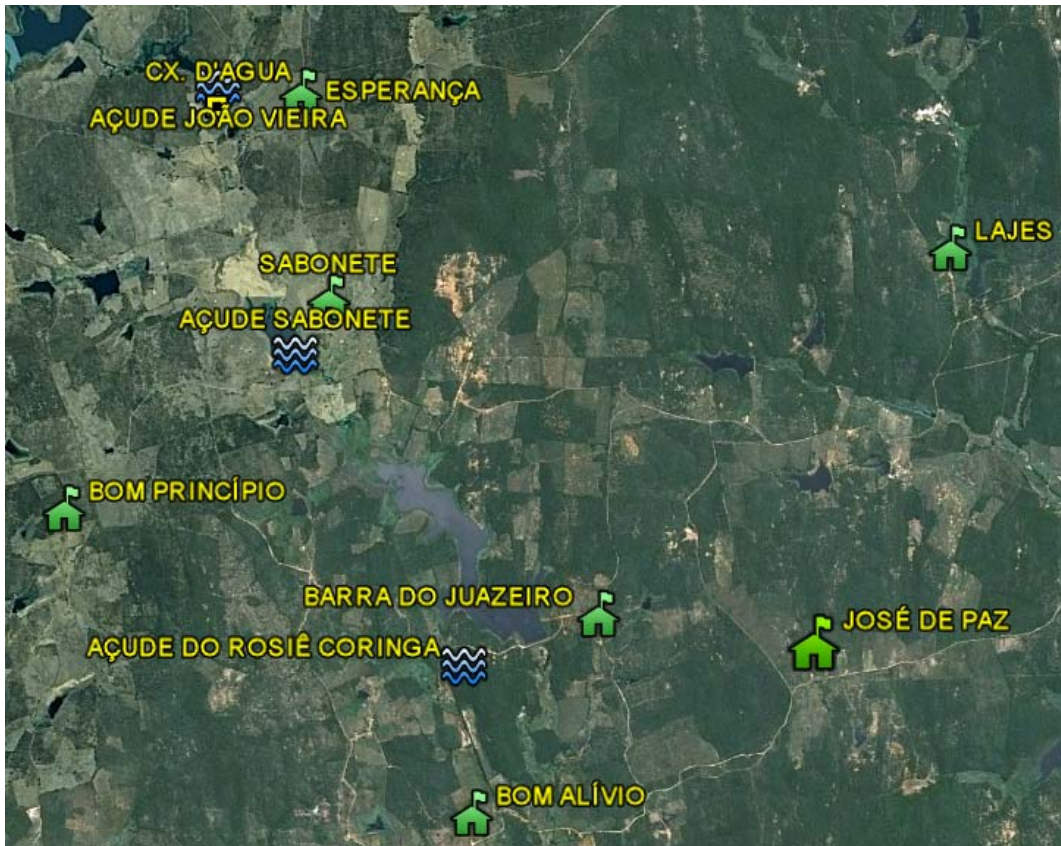 CX. D'AGUA
ESPERANÇA
AÇUDE JOÃO VIEIRA
LAJES
SABONETE
AÇUDE SABONETE
BOM PRINCÍPIO
BARRA DO JUAZEIRO
JOSÉ DE PAZ
AÇUDE DO ROSIÊ CORINGA
BOM ALÍVIO